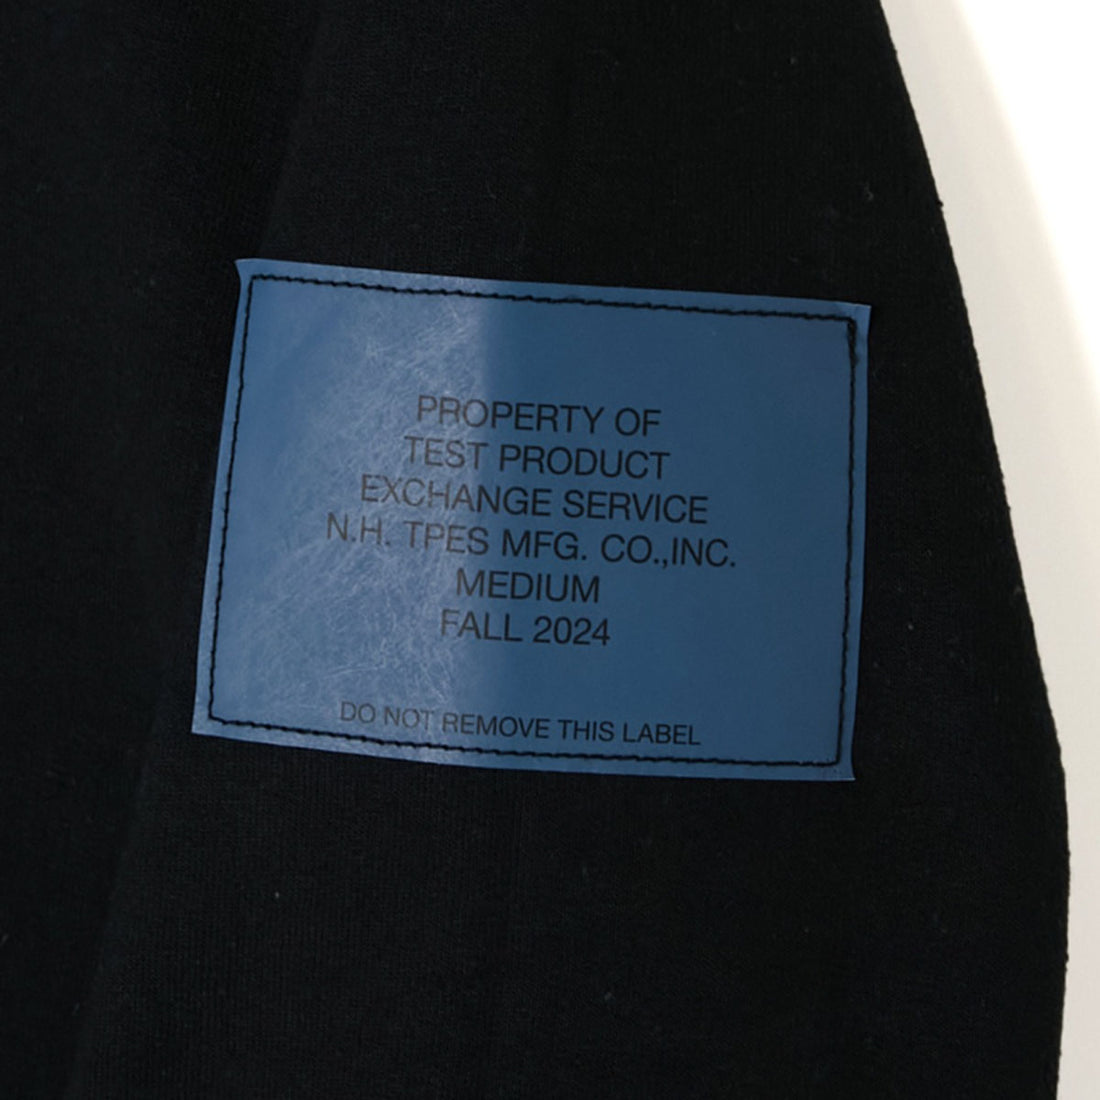 PROPERTY OF
TEST PRODUCT
EXCHANGE SERVICE
N.H. TPES MFG. CO.,INC.
MEDIUM
FALL 2024
DO NOT REMOVE THIS LABEL